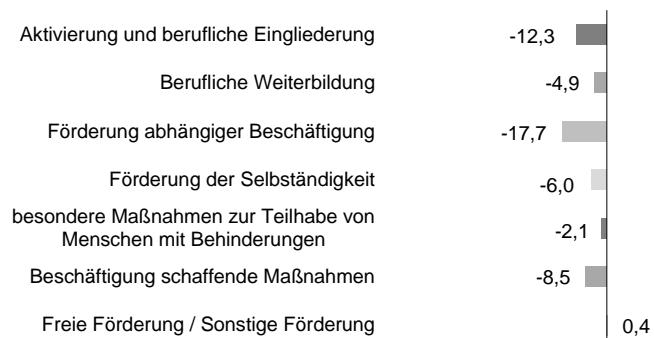 Aktivierung und berufliche Eingliederung -12,3
Berufliche Weiterbildung -4,9
Förderung abhängiger Beschäftigung -17,7
Förderung der Selbständigkeit -6,0
besondere Maßnahmen zur Teilhabe von
Menschen mit Behinderungen -2,1
Beschäftigung schaffende Maßnahmen -8,5
Freie Förderung / Sonstige Förderung 0,4